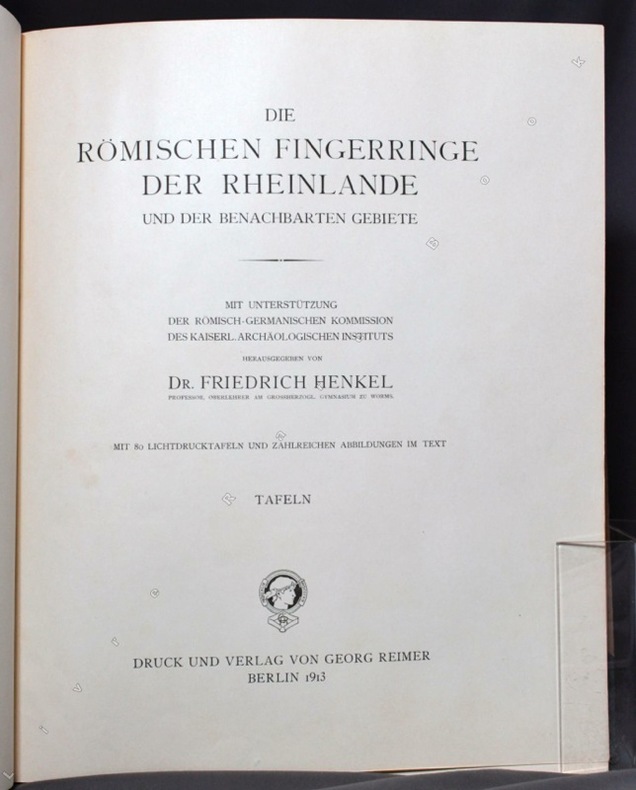 DIE
RÖMISCHEN FINGERRINGE
DER RHEINLANDE
UND DER BENACHBARTEN GEBIETE
MIT UNTERSTÜTZUNG
DER RÖMISCH-GERMANISCHEN KOMMISSION
DES KAISERL. ARCHÄOLOGISCHEN INSTITUTS
HERAUSGEGEBEN VON
DR. FRIEDRICH HENKEL
PROFESSOR, OBERLEHRER AM GROSSHERZOGL. GYMNASIUM ZU WORMS.
MIT 80 LICHTDRUCKTAFELN UND ZAHLREICHEN ABBILDUNGEN IM TEXT
TAFELN
DRUCK UND VERLAG VON GEORG REIMER
BERLIN 1913